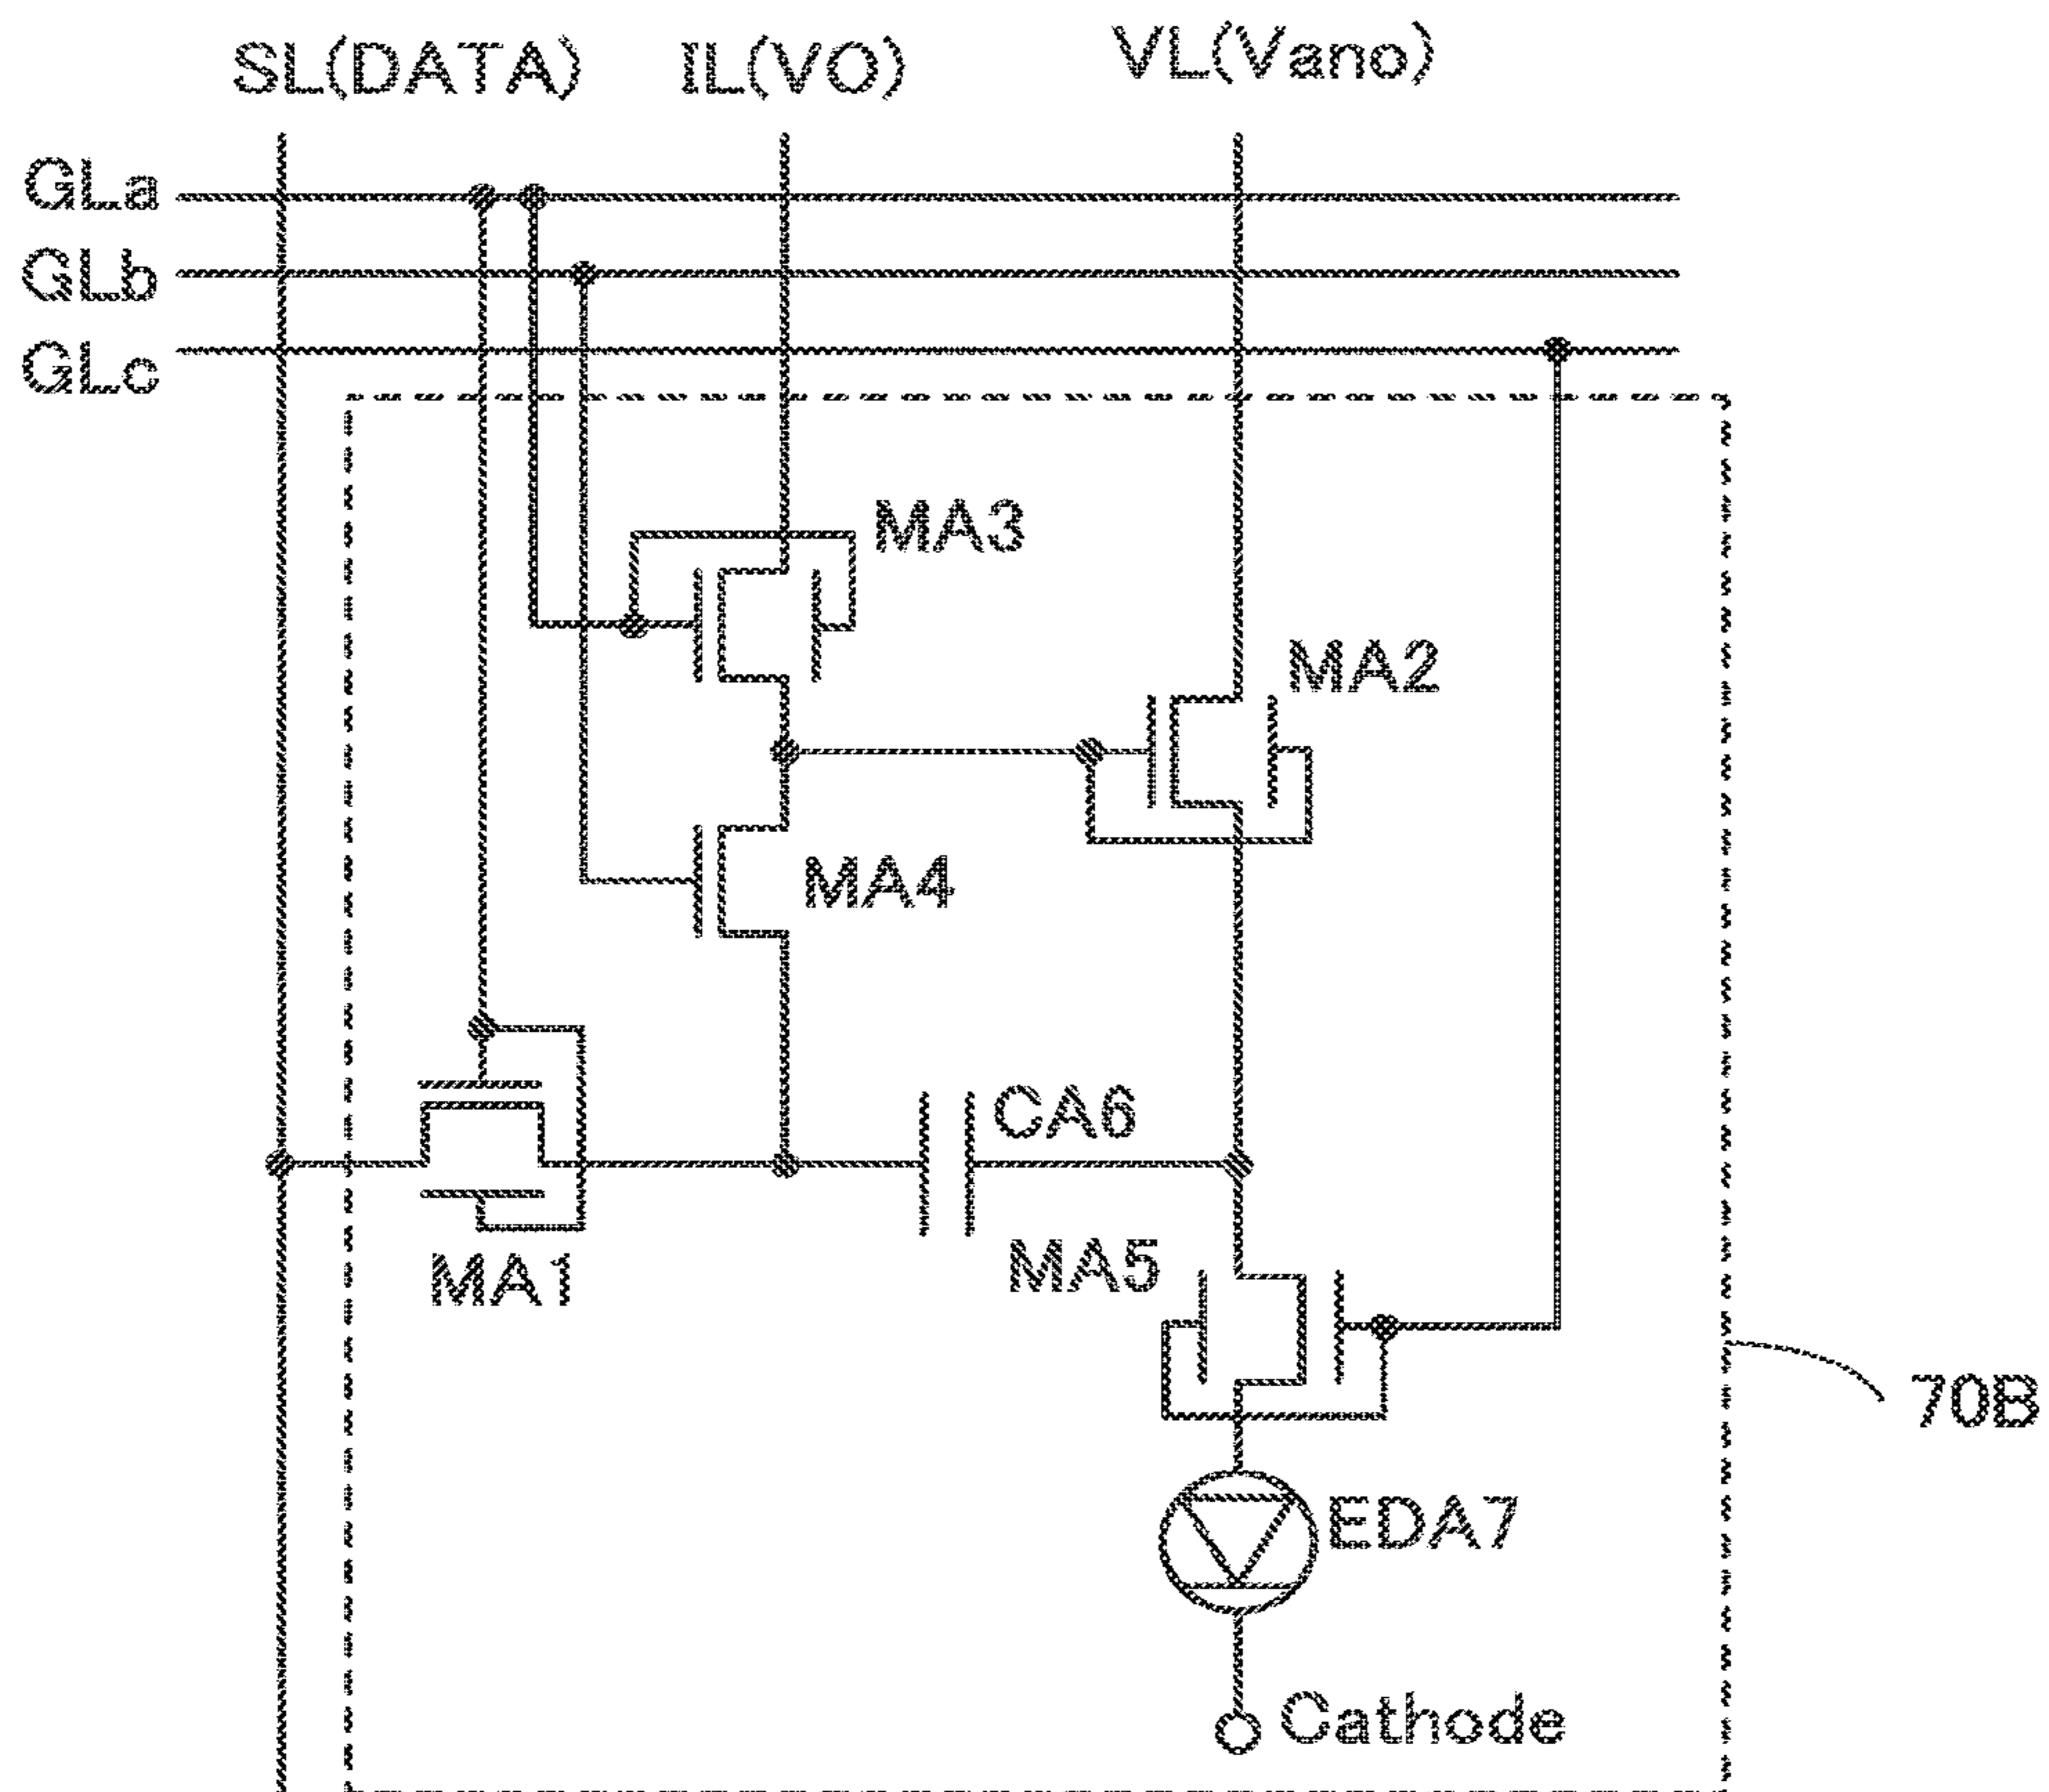 SL(DATA) IL(VO) VL(Vano)
GLa
GLb
GLc
MA3
MA2
MA4
CA6
MA5
MA1
70B
EDA7
Cathode